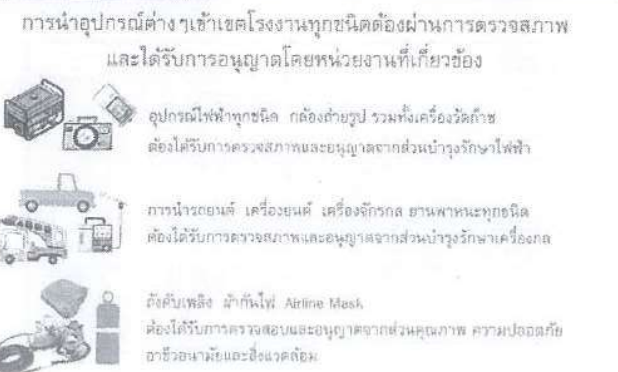 การนำอุปกรณ์ต่างๆเข้าเขตโรงงานทุกชนิดต้องผ่านการตรวจสภาพ
และได้รับการอนุญาตโดยหน่วยงานที่เกี่ยวข้อง
อุปกรณ์ไฟฟ้าทุกชนิด กล้องถ่ายรูป รวมทั้งเครื่องวัดก๊าซ
ต้องได้รับการตรวจสภาพและอนุญาตจากส่วนบำรุงรักษาไฟฟ้า
การนำรถยนต์ เครื่องยนต์ เครื่องจักรกล ยานพาหนะทุกชนิด
ต้องได้รับการตรวจสภาพและอนุญาตจากส่วนบำรุงรักษาเครื่องกล
ถังดับเพลิง ผ้ากันไฟ Airline Mask
ต้องได้รับการตรวจสอบและอนุญาตจากส่วนคุณภาพ ความปลอดภัย
อาชีวอนามัยและสิ่งแวดล้อม